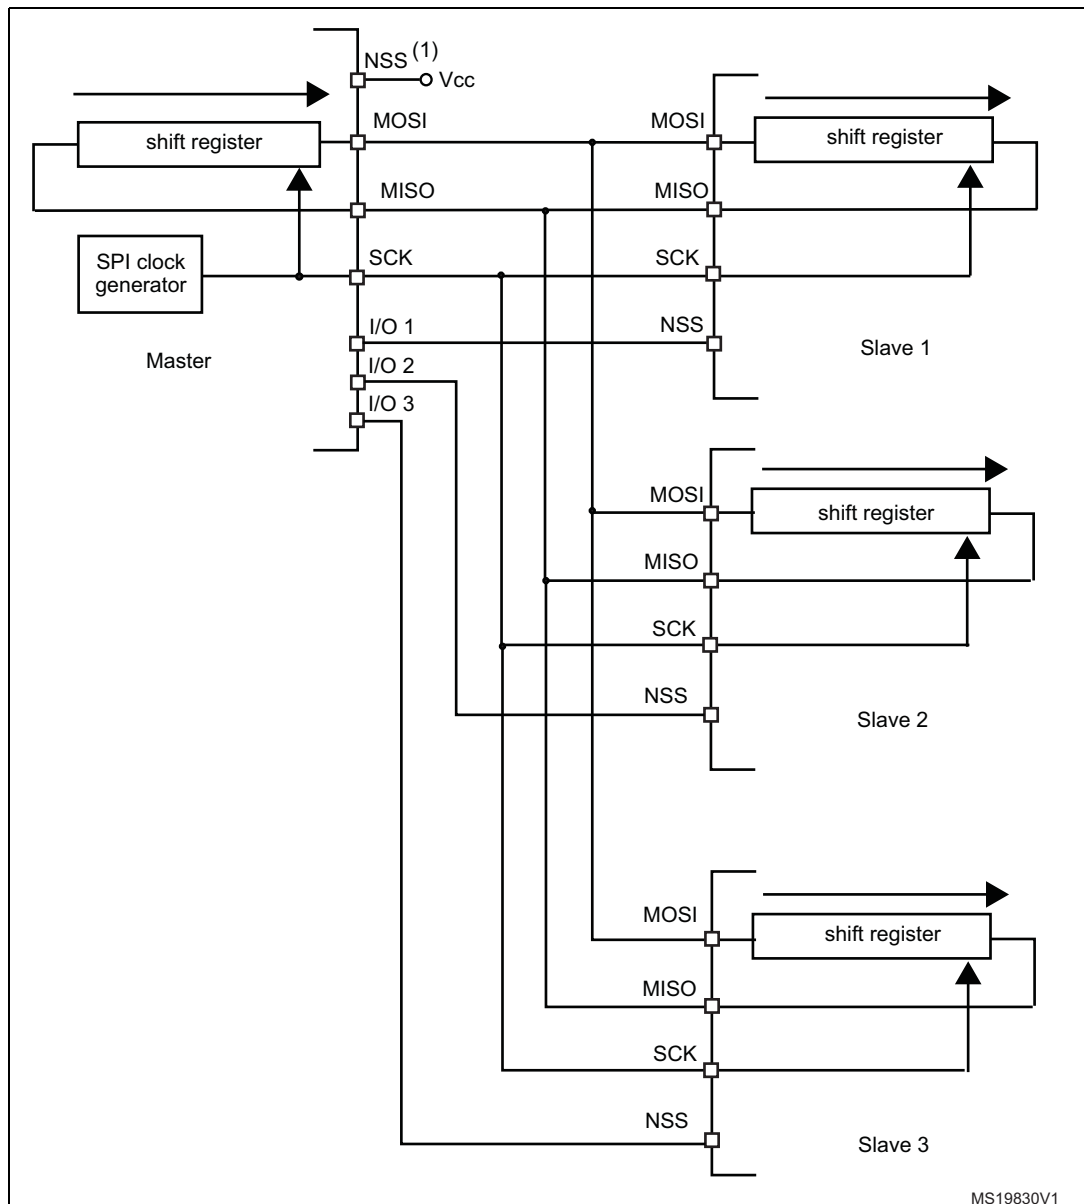 NSS (1)
Vcc
MOSI
MOSI
shift register
shift register
MISO
MISO
SPI clock
generator
SCK
SCK
I/O 1
NSS
Master
Slave 1
I/O 2
I/O 3
MOSI
shift register
MISO
SCK
NSS
Slave 2
MOSI
shift register
MISO
SCK
NSS
Slave 3
MS19830V1